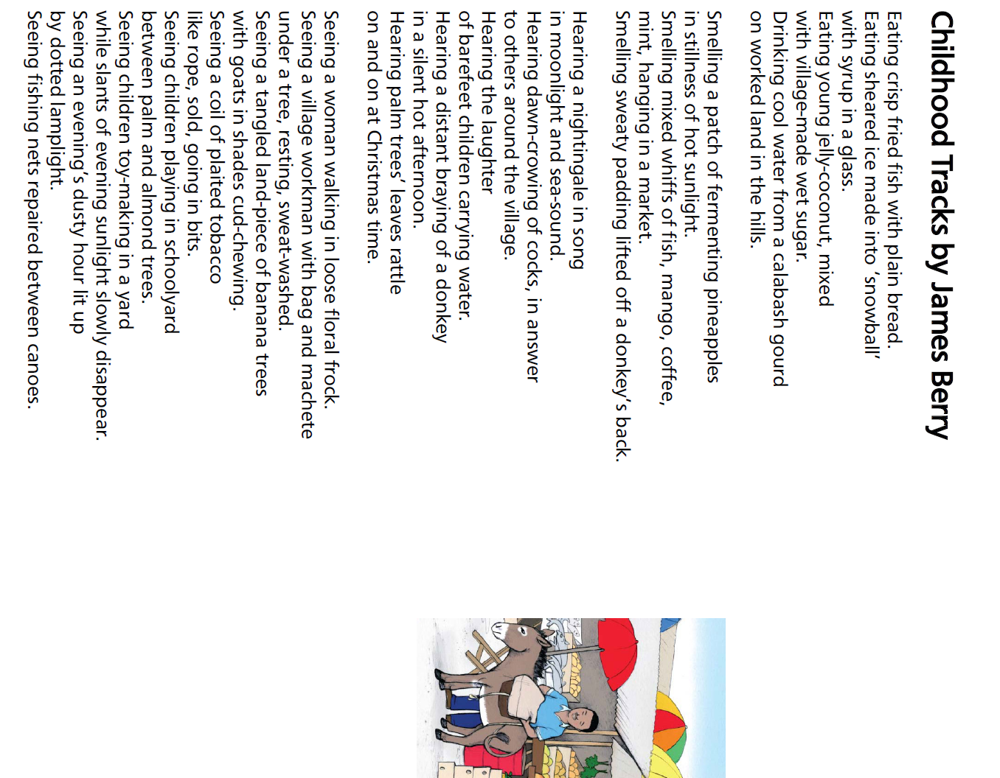 Childhood Tracks by James Berry
Eating crisp fried fish with plain bread.
Eating sheared ice made into ‘snowball’
with syrup in a glass.
Eating young jelly-coconut, mixed
with village-made wet sugar.
Drinking cool water from a calabash gourd
on worked land in the hills.
Smelling a patch of fermenting pineapples
in stillness of hot sunlight.
Smelling mixed whiffs of fish, mango, coffee,
mint, hanging in a market.
Smelling sweaty padding lifted off a donkey’s back.
Hearing a nightingale in song
in moonlight and sea-sound.
Hearing dawn-crowing of cocks, in answer
to others around the village.
Hearing the laughter
of barefeet children carrying water.
Hearing a distant braying of a donkey
in a silent hot afternoon.
Hearing palm trees’ leaves rattle
on and on at Christmas time.
Seeing a woman walking in loose floral frock.
Seeing a village workman with bag and machete
under a tree, resting, sweat-washed.
Seeing a tangled land-piece of banana trees
with goats in shades cud-chewing.
Seeing a coil of plaited tobacco
like rope, sold, going in bits.
Seeing children playing in schoolyard
between palm and almond trees.
Seeing children toy-making in a yard
while slants of evening sunlight slowly disappear.
Seeing an evening’s dusty hour lit up
by dotted lamplight.
Seeing fishing nets repaired between canoes.